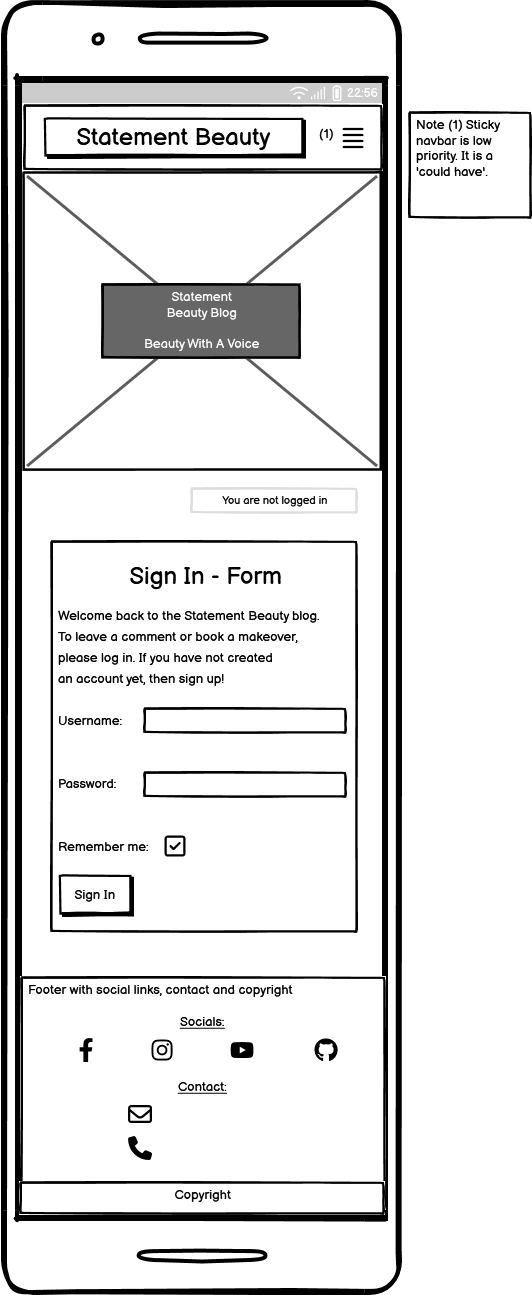 22:56
Statement Beauty
(1)
Note (1) Sticky
navbar is low
priority. It is a
'could have'.
Statement
Beauty Blog
Beauty With A Voice
You are not logged in
Sign In - Form
Welcome back to the Statement Beauty blog.
To leave a comment or book a makeover,
please log in. If you have not created
an account yet, then sign up!
Username:
Password:
Remember me:
Sign In
Footer with social links, contact and copyright
Socials:
Contact:
Copyright